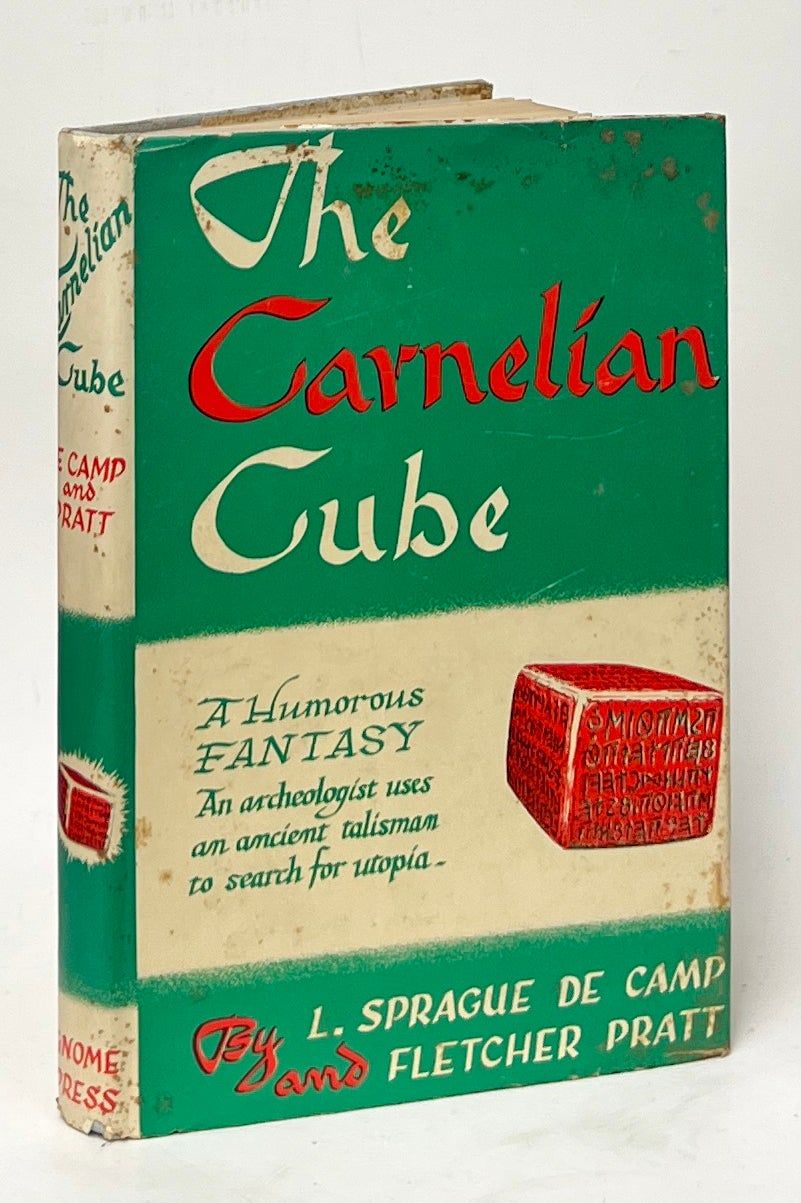 The
Carnelian
Cube
A Humorous
FANTASY
An archeologist uses
an ancient talisman
to search for utopia-
By L. SPRAGUE DE CAMP
and FLETCHER PRATT
The
Carnelian
Cube
DE CAMP
and
PRATT
GNOME
PRESS